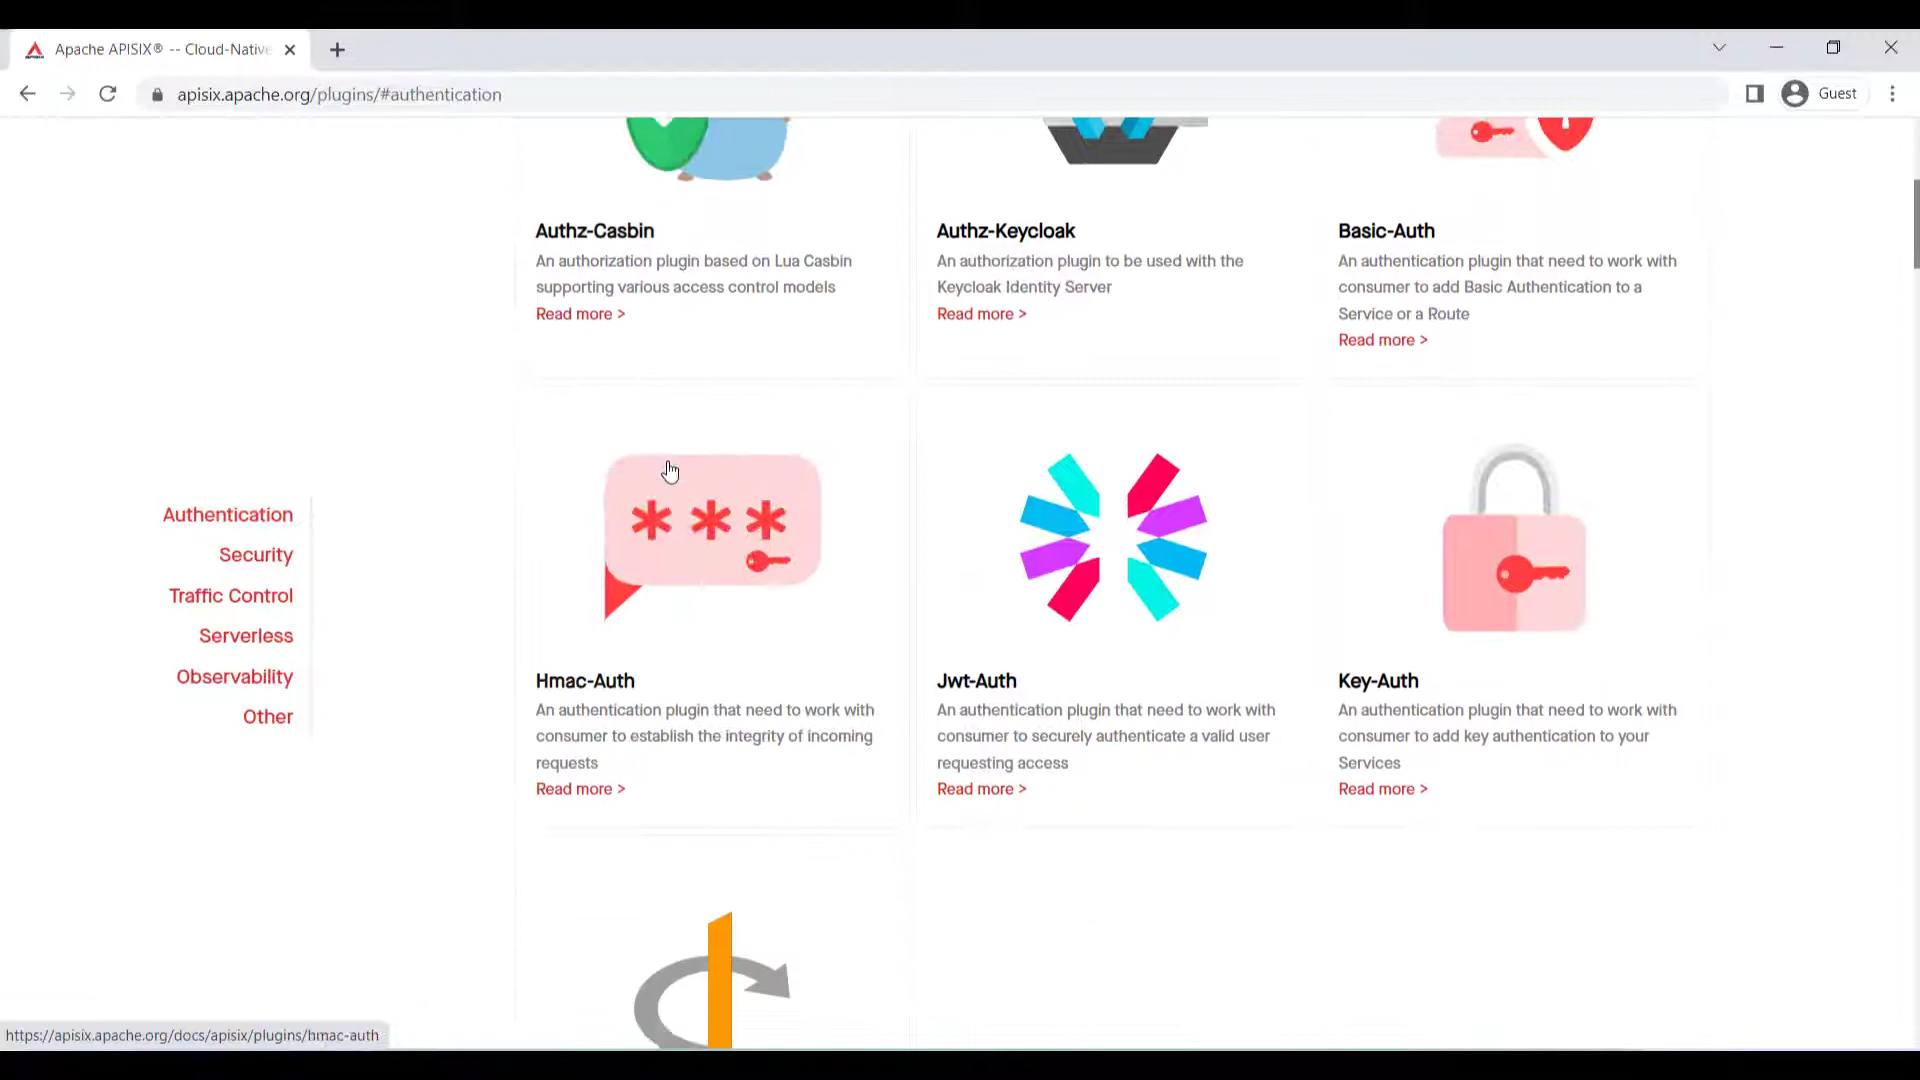 Apache APISIX® -- Cloud-Native
apisix.apache.org/plugins/#authentication
Guest
Authentication
Security
Traffic Control
Serverless
Observability
Other
Authz-Casbin
An authorization plugin based on Lua Casbin
supporting various access control models
Read more >
Authz-Keycloak
An authorization plugin to be used with the
Keycloak Identity Server
Read more >
Basic-Auth
An authentication plugin that need to work with
consumer to add Basic Authentication to a
Service or a Route
Read more >
Hmac-Auth
An authentication plugin that need to work with
consumer to establish the integrity of incoming
requests
Read more >
Jwt-Auth
An authentication plugin that need to work with
consumer to securely authenticate a valid user
requesting access
Read more >
Key-Auth
An authentication plugin that need to work with
consumer to add key authentication to your
Services
Read more >
https://apisix.apache.org/docs/apisix/plugins/hmac-auth